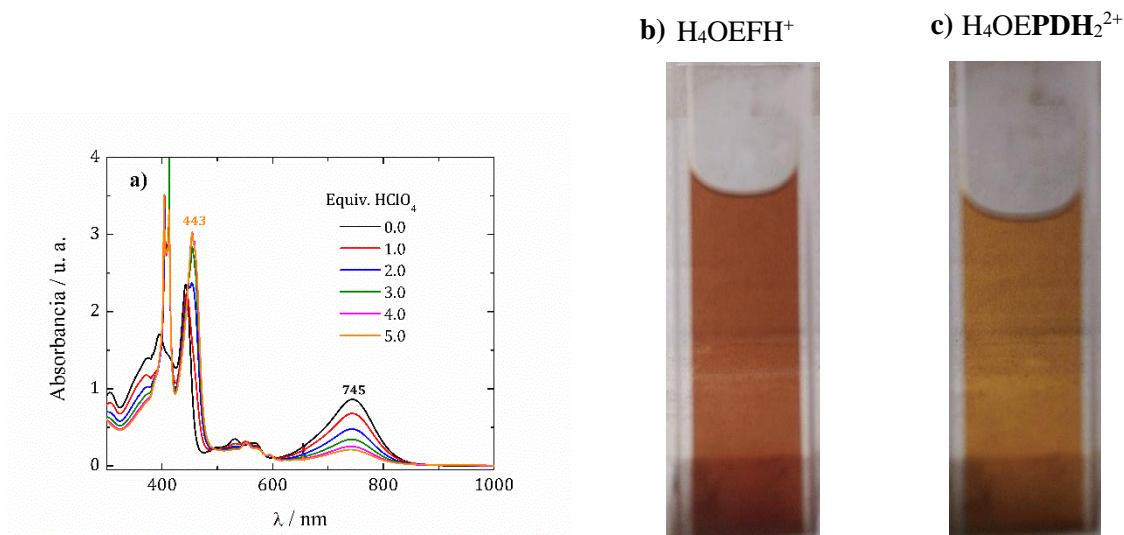 b) H₄OEFH⁺
c) H₄OEPDH₂²⁺
a)
4
3
2
1
0
Absorbancia / u. a.
443
745
Equiv. HClO₄
0.0
1.0
2.0
3.0
4.0
5.0
400
600
800
1000
λ / nm